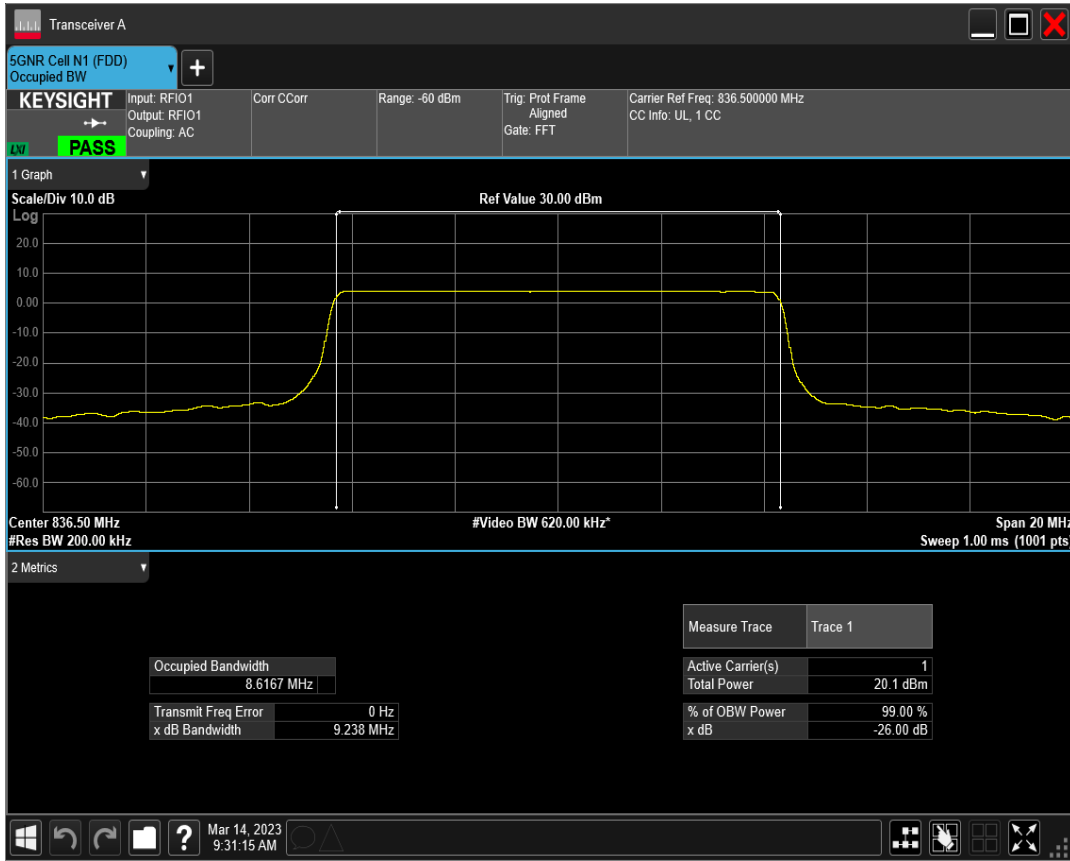 Transceiver A
5GNR Cell N1 (FDD)
Occupied BW
+
KEYSIGHT
LXI
PASS
Input: RFIO1
Output: RFIO1
Coupling: AC
Corr CCorr
Range: -60 dBm
Trig: Prot Frame
Aligned
Gate: FFT
Carrier Ref Freq: 836.500000 MHz
CC Info: UL, 1 CC
1 Graph
Scale/Div 10.0 dB
Ref Value 30.00 dBm
Log
20.0
10.0
0.00
-10.0
-20.0
-30.0
-40.0
-50.0
-60.0
Center 836.50 MHz
#Video BW 620.00 kHz*
Span 20 MHz
#Res BW 200.00 kHz
Sweep 1.00 ms (1001 pts)
2 Metrics
Measure Trace Trace 1
Occupied Bandwidth
8.6167 MHz
Active Carrier(s) 1
Total Power 20.1 dBm
Transmit Freq Error 0 Hz
x dB Bandwidth 9.238 MHz
% of OBW Power 99.00 %
x dB -26.00 dB
?
Mar 14, 2023
9:31:15 AM